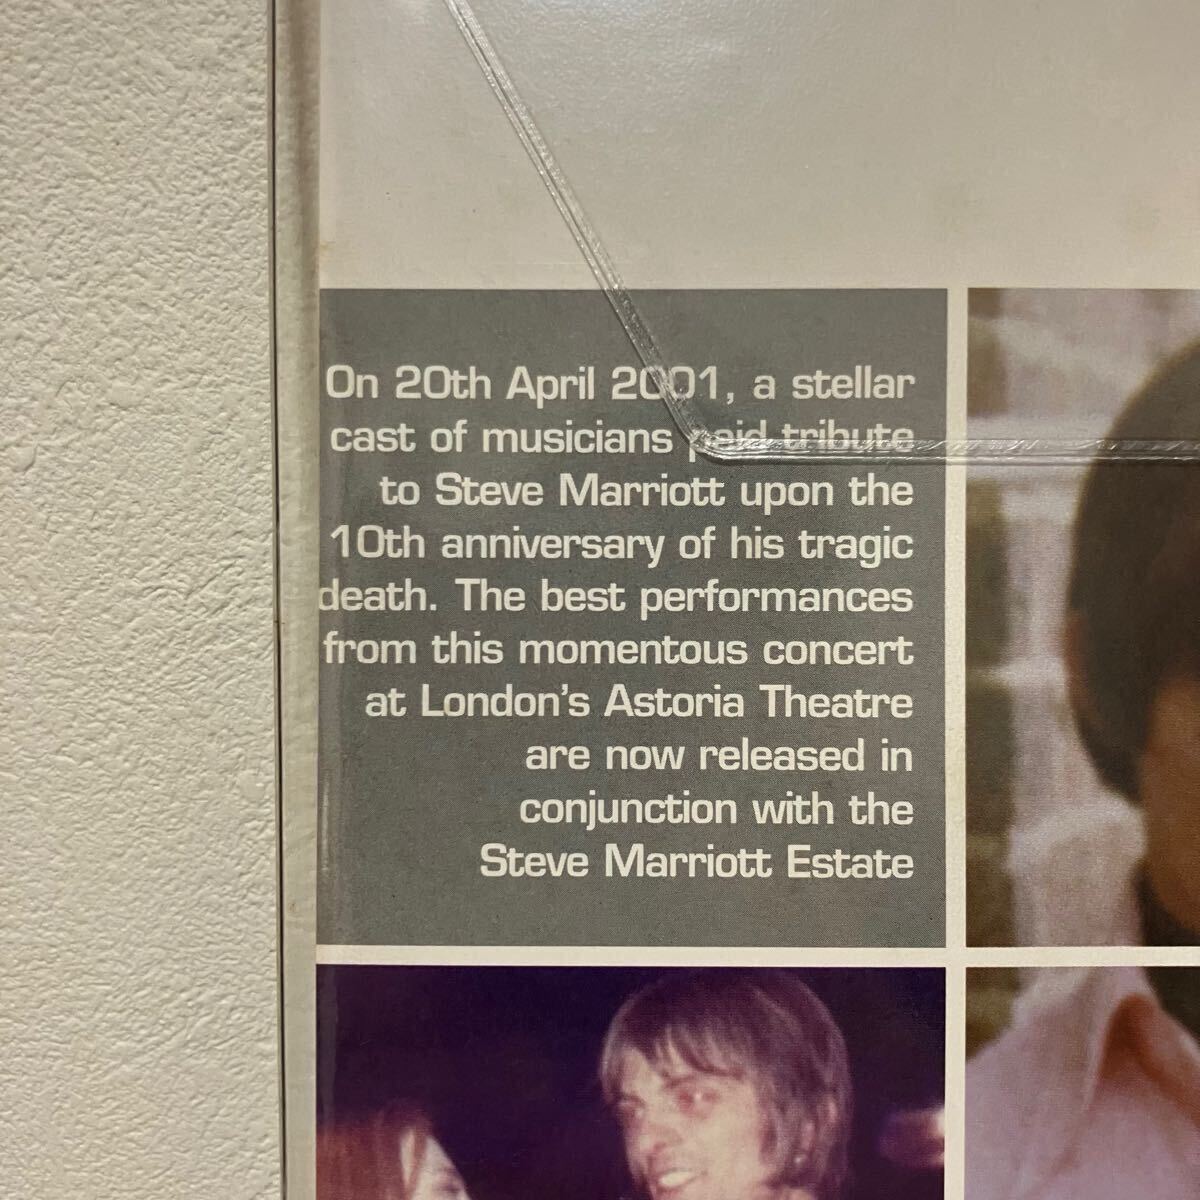 On 20th April 2001, a stellar
cast of musicians paid tribute
to Steve Marriott upon the
10th anniversary of his tragic
death. The best performances
from this momentous concert
at London's Astoria Theatre
are now released in
conjunction with the
Steve Marriott Estate